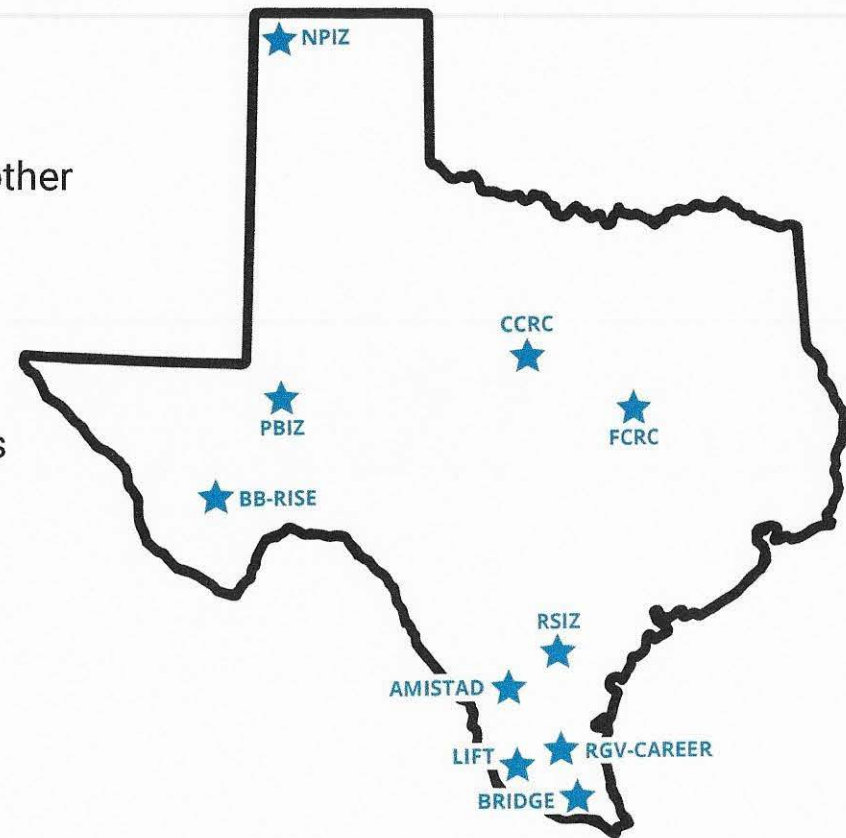 NPIZ
other
CCRC
PBIZ
FCRC
s
BB-RISE
RSIZ
AMISTAD
LIFT
RGV-CAREER
BRIDGE